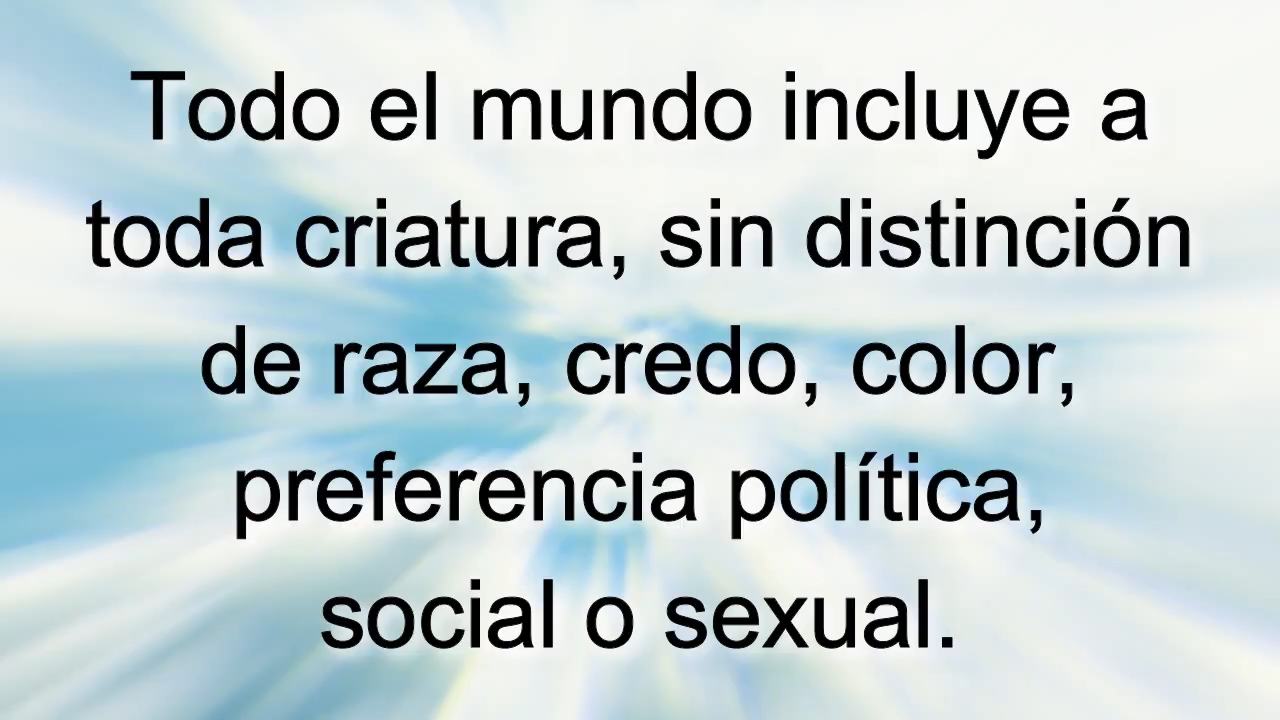 Todo el mundo incluye a
toda criatura, sin distinción
de raza, credo, color,
preferencia política,
social o sexual.